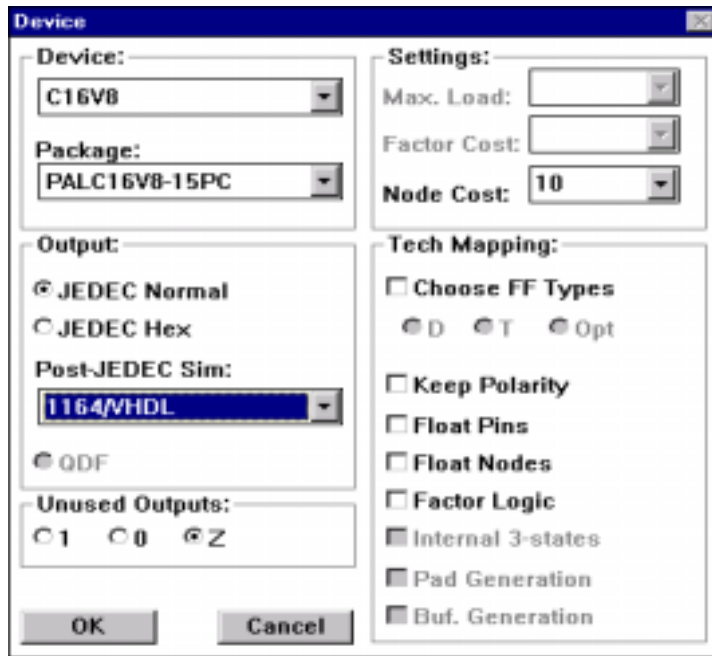 Device
Device:
C16V8
Package:
PALC16V8-15PC
Settings:
Max. Load:
Factor Cost:
Node Cost: 10
Output:
JEDEC Normal
JEDEC Hex
Post-JEDEC Sim:
1164/VHDL
QDF
Unused Outputs:
1 0 Z
Tech Mapping:
Choose FF Types
D T Opt
Keep Polarity
Float Pins
Float Nodes
Factor Logic
Internal 3-states
Pad Generation
Buf. Generation
OK Cancel